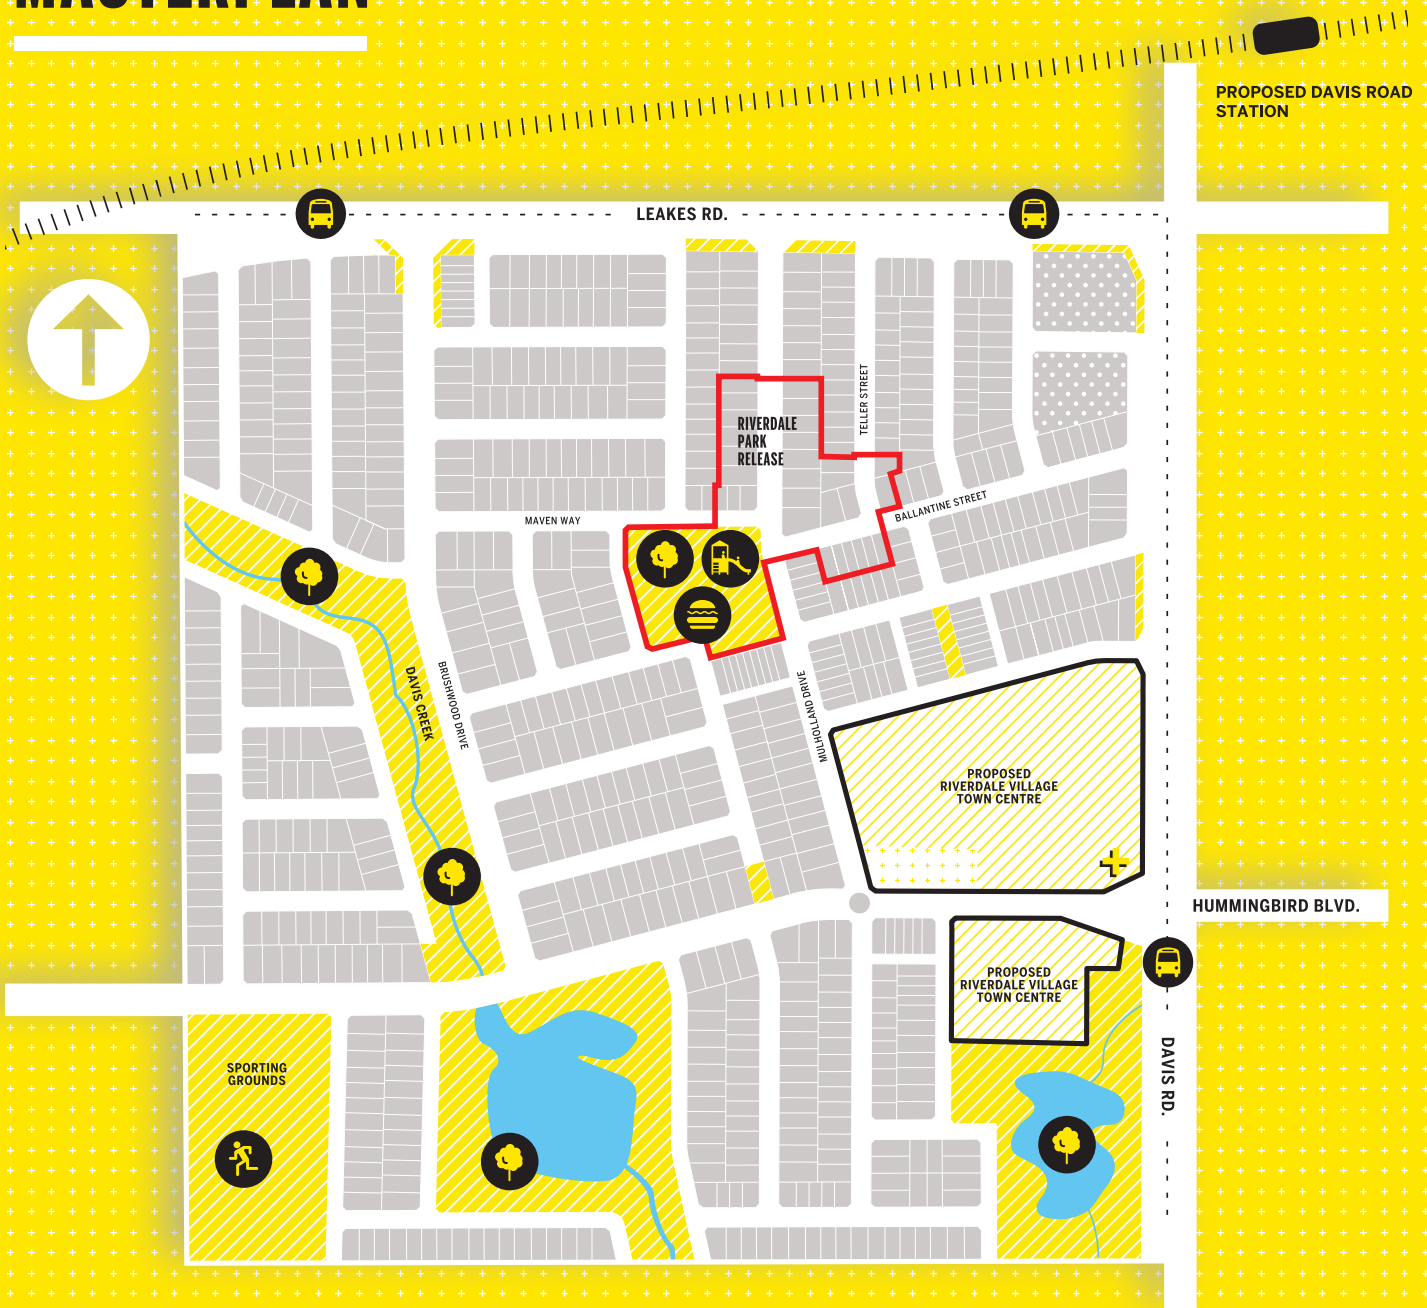 MASTERPLAN
PROPOSED DAVIS ROAD
STATION
LEAKES RD.
TELLER STREET
RIVERDALE
PARK
RELEASE
BALLANTINE STREET
MAVEN WAY
DAVIS CREEK
BRUSHWOOD DRIVE
MULHOLLAND DRIVE
PROPOSED
RIVERDALE VILLAGE
TOWN CENTRE
HUMMINGBIRD BLVD.
PROPOSED
RIVERDALE VILLAGE
TOWN CENTRE
DAVIS RD.
SPORTING
GROUNDS